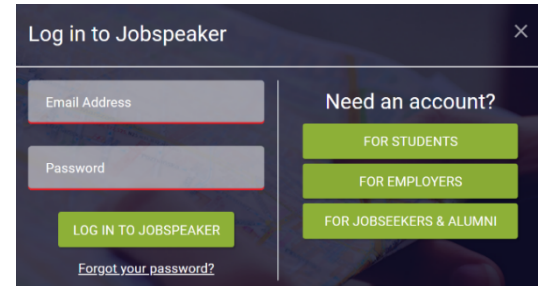 Log in to Jobspeaker
×
Email Address
Password
LOG IN TO JOBSPEAKER
Forgot your password?
Need an account?
FOR STUDENTS
FOR EMPLOYERS
FOR JOBSEEKERS & ALUMNI